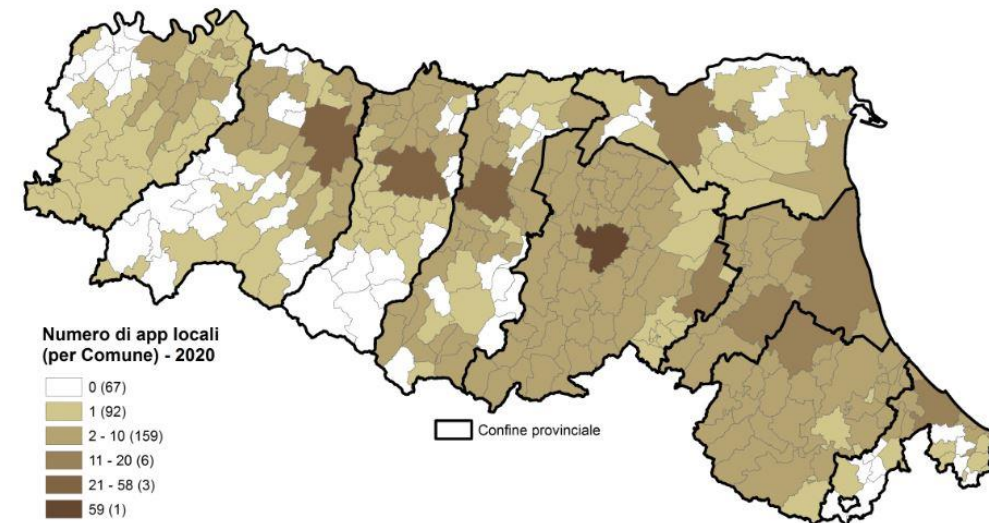 Numero di app locali
(per Comune) - 2020
0 (67)
1 (92)
2 - 10 (159)
11 - 20 (6)
21 - 58 (3)
59 (1)
Confine provinciale